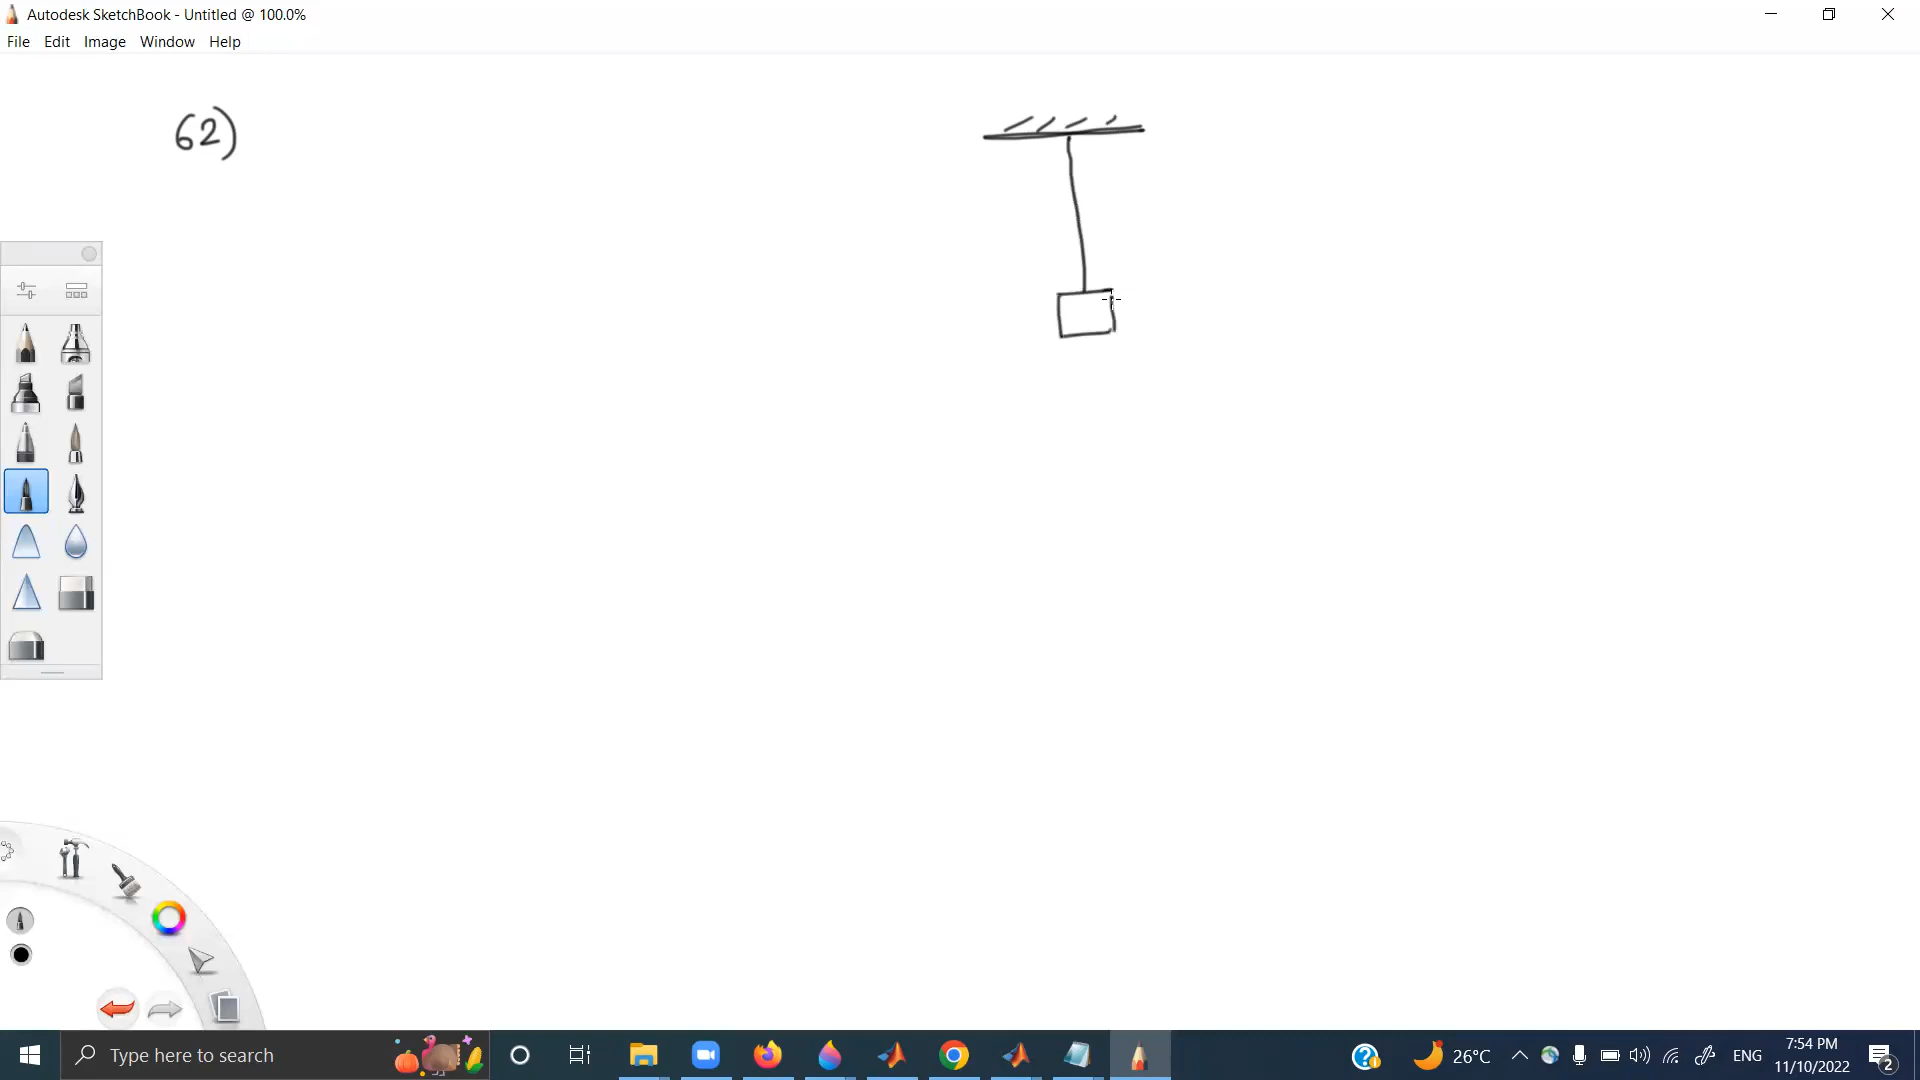 Autodesk SketchBook - Untitled @ 100.0%
File Edit Image Window Help
62)
Type here to search
26°C
ENG
7:54 PM
11/10/2022
2